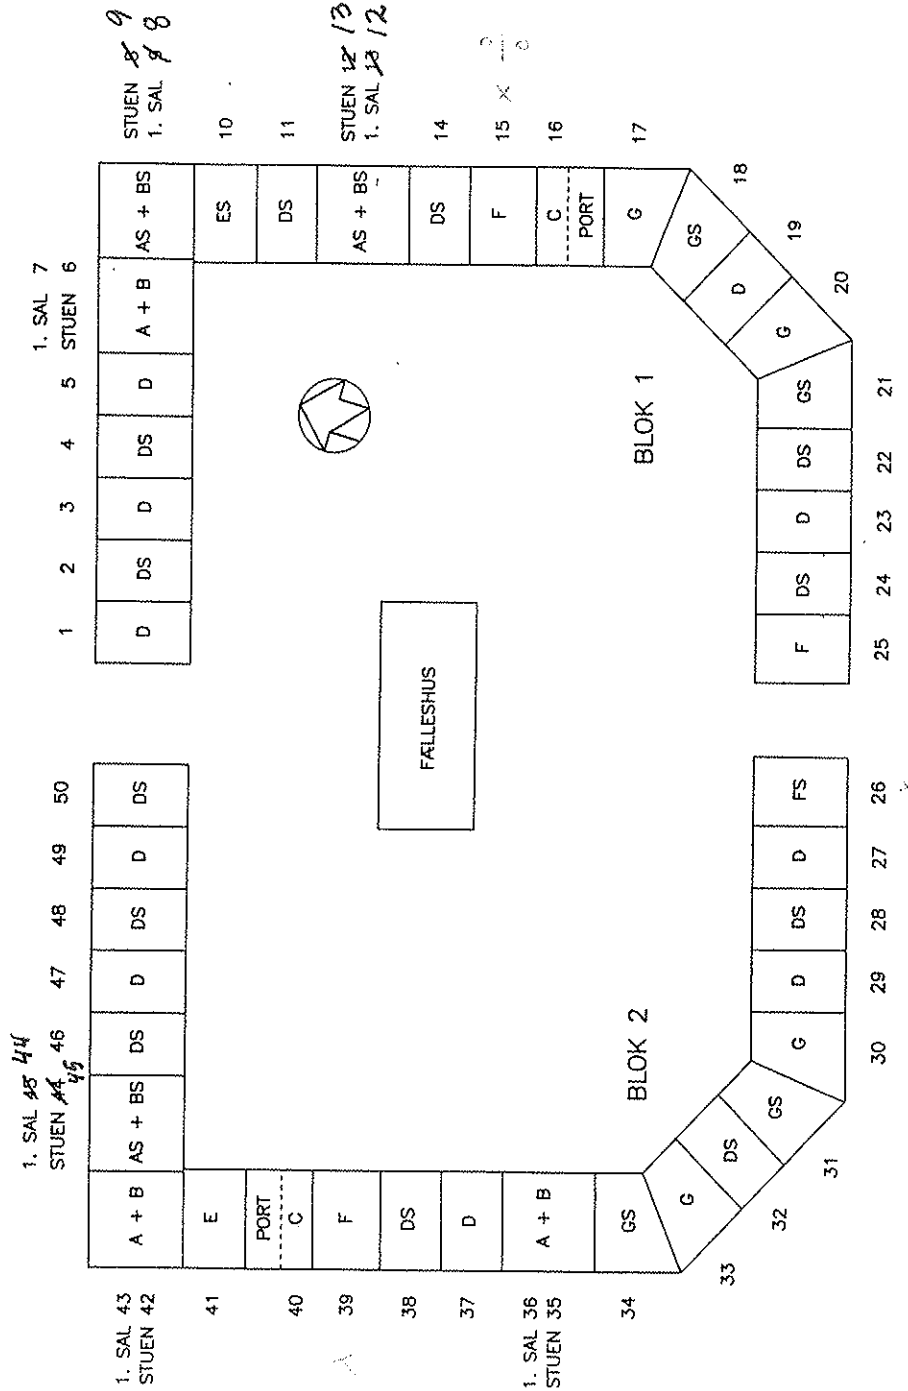 1. SAL 45 44
STUEN 44 45
46
47
48
49
50
1
2
3
4
5
1. SAL 7
STUEN 6
STUEN 8 9
1. SAL 9 8
1. SAL 43
STUEN 42
A + B
AS + BS
DS
D
DS
D
DS
D
DS
D
DS
D
A + B
AS + BS
41
E
ES
10
PORT
DS
11
40
C
39
F
AS + BS
STUEN 12 13
1. SAL 13 12
38
DS
DS
14
37
D
FÆLLESHUS
F
15
1. SAL 36
STUEN 35
A + B
C
16
PORT
34
GS
BLOK 2
BLOK 1
G
17
33
G
GS
18
32
DS
D
19
31
GS
G
20
G
D
DS
D
FS
F
DS
D
DS
GS
30
29
28
27
26
25
24
23
22
21